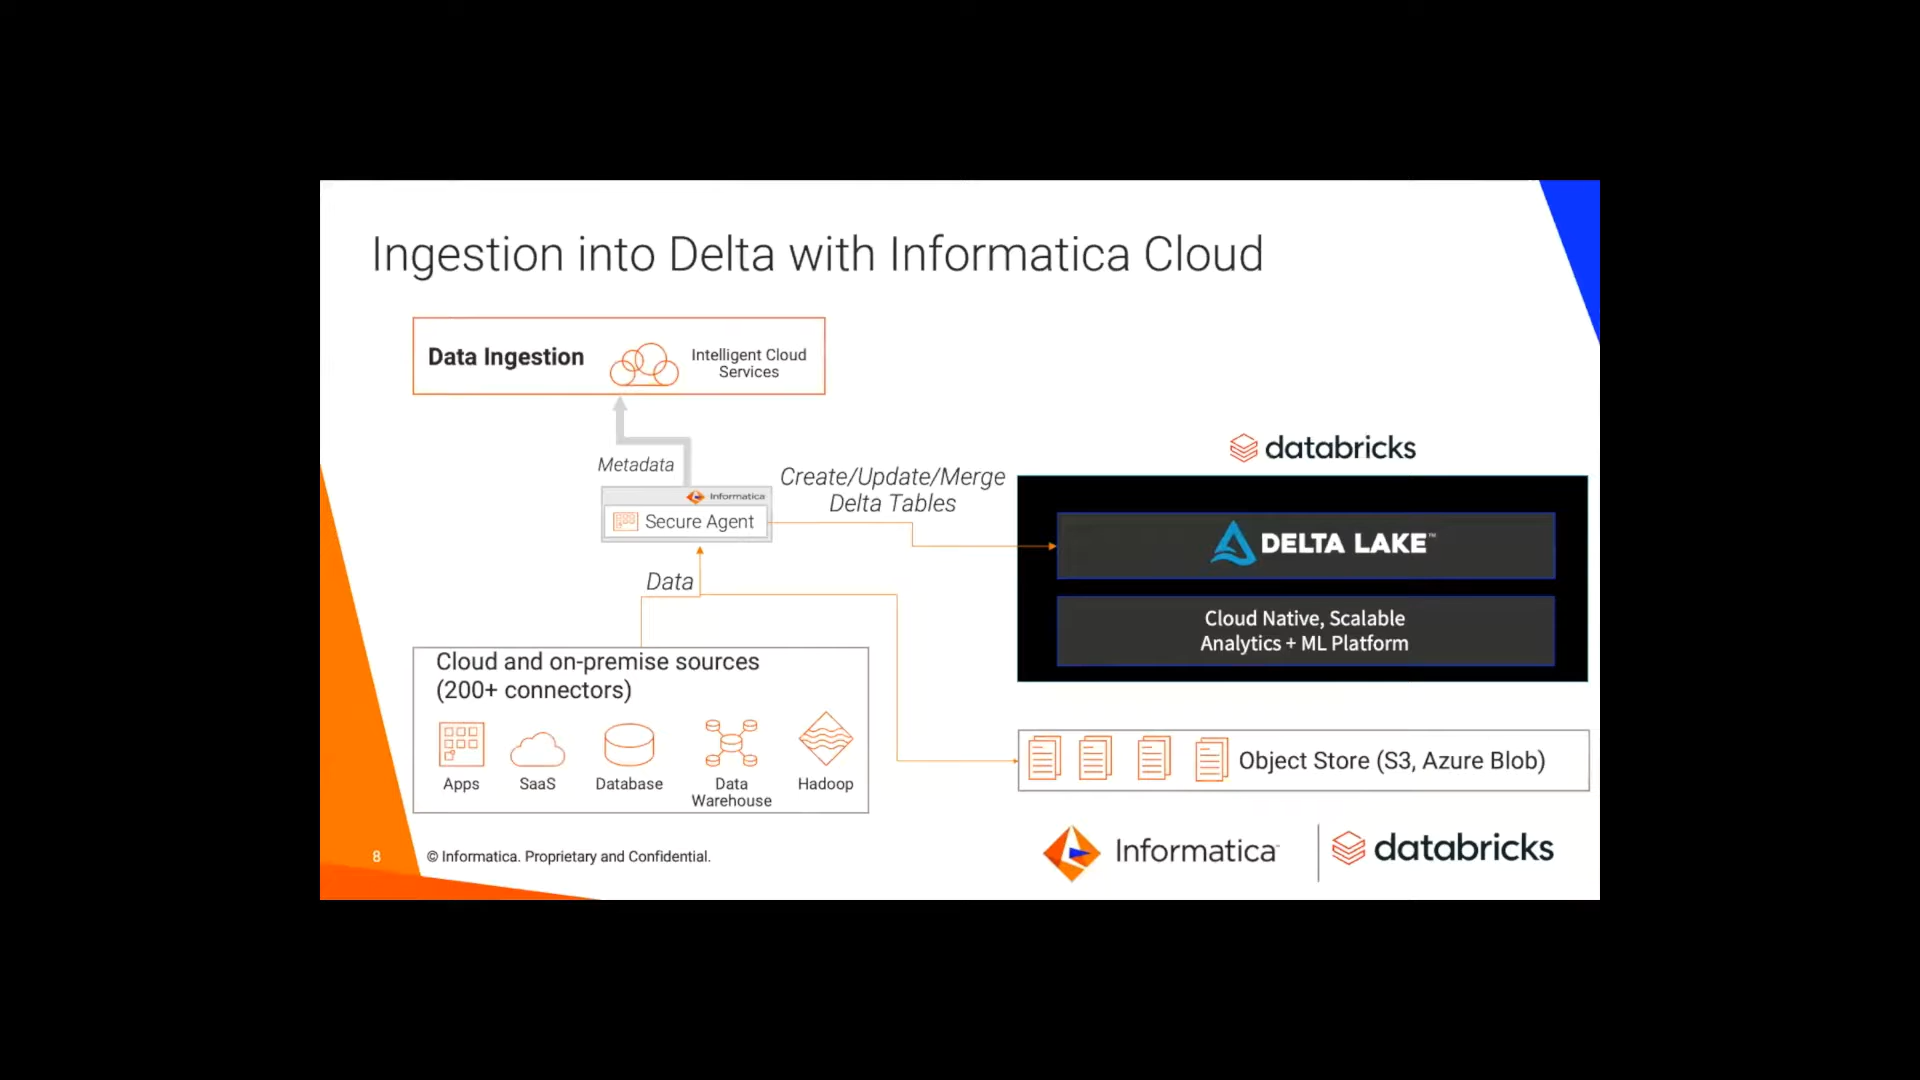 Ingestion into Delta with Informatica Cloud
Data Ingestion
Intelligent Cloud
Services
Metadata
Informatica
Secure Agent
Create/Update/Merge
Delta Tables
Data
databricks
DELTA LAKE™
Cloud Native, Scalable
Analytics + ML Platform
Cloud and on-premise sources
(200+ connectors)
Apps
SaaS
Database
Data
Warehouse
Hadoop
Object Store (S3, Azure Blob)
8
© Informatica. Proprietary and Confidential.
Informatica
databricks